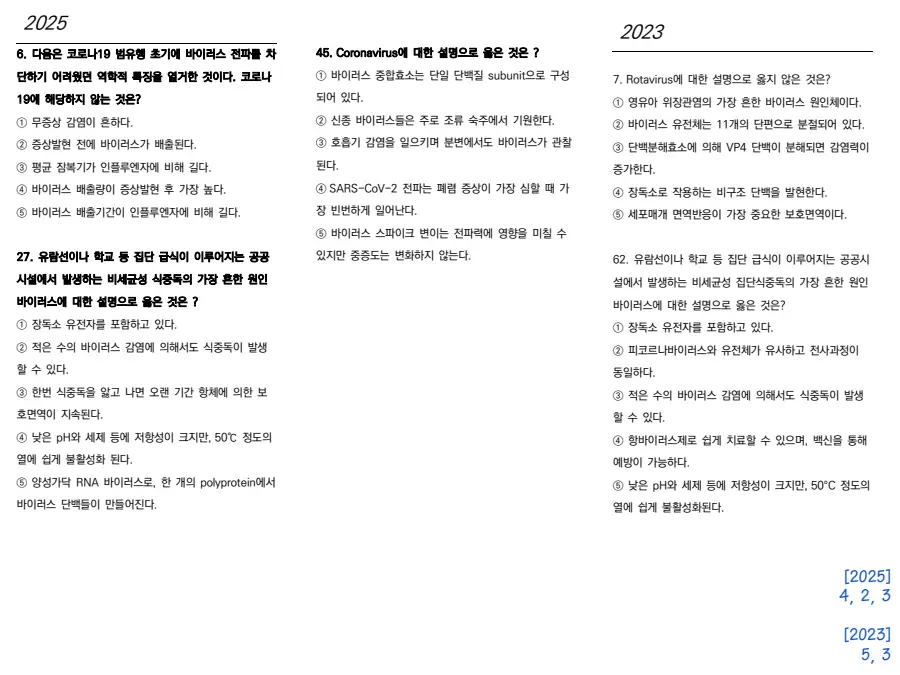 2025
6. 다음은 코로나19 범유행 초기에 바이러스 전파를 차
단하기 어려웠던 역학적 특징을 열거한 것이다. 코로나
19에 해당하지 않는 것은?
① 무증상 감염이 흔하다.
② 증상발현 전에 바이러스가 배출된다.
③ 평균 잠복기가 인플루엔자에 비해 길다.
④ 바이러스 배출량이 증상발현 후 가장 높다.
⑤ 바이러스 배출기간이 인플루엔자에 비해 길다.
27. 유람선이나 학교 등 집단 급식이 이루어지는 공공
시설에서 발생하는 비세균성 식중독의 가장 흔한 원인
바이러스에 대한 설명으로 옳은 것은 ?
① 장독소 유전자를 포함하고 있다.
② 적은 수의 바이러스 감염에 의해서도 식중독이 발생
할 수 있다.
③ 한번 식중독을 앓고 나면 오랜 기간 항체에 의한 보
호면역이 지속된다.
④ 낮은 pH와 세제 등에 저항성이 크지만, 50℃ 정도의
열에 쉽게 불활성화 된다.
⑤ 양성가닥 RNA 바이러스로, 한 개의 polyprotein에서
바이러스 단백들이 만들어진다.
45. Coronavirus에 대한 설명으로 옳은 것은 ?
① 바이러스 중합효소는 단일 단백질 subunit으로 구성
되어 있다.
② 신종 바이러스들은 주로 조류 숙주에서 기원한다.
③ 호흡기 감염을 일으키며 분변에서도 바이러스가 관찰
된다.
④ SARS-CoV-2 전파는 폐렴 증상이 가장 심할 때 가
장 빈번하게 일어난다.
⑤ 바이러스 스파이크 변이는 전파력에 영향을 미칠 수
있지만 중증도는 변화하지 않는다.
2023
7. Rotavirus에 대한 설명으로 옳지 않은 것은?
① 영유아 위장관염의 가장 흔한 바이러스 원인체이다.
② 바이러스 유전체는 11개의 단편으로 분절되어 있다.
③ 단백분해효소에 의해 VP4 단백이 분해되면 감염력이
증가한다.
④ 장독소로 작용하는 비구조 단백을 발현한다.
⑤ 세포매개 면역반응이 가장 중요한 보호면역이다.
62. 유람선이나 학교 등 집단 급식이 이루어지는 공공시
설에서 발생하는 비세균성 집단식중독의 가장 흔한 원인
바이러스에 대한 설명으로 옳은 것은?
① 장독소 유전자를 포함하고 있다.
② 피코르나바이러스와 유전체가 유사하고 전사과정이
동일하다.
③ 적은 수의 바이러스 감염에 의해서도 식중독이 발생
할 수 있다.
④ 항바이러스제로 쉽게 치료할 수 있으며, 백신을 통해
예방이 가능하다.
⑤ 낮은 pH와 세제 등에 저항성이 크지만, 50°C 정도의
열에 쉽게 불활성화된다.
[2025]
4, 2, 3
[2023]
5, 3